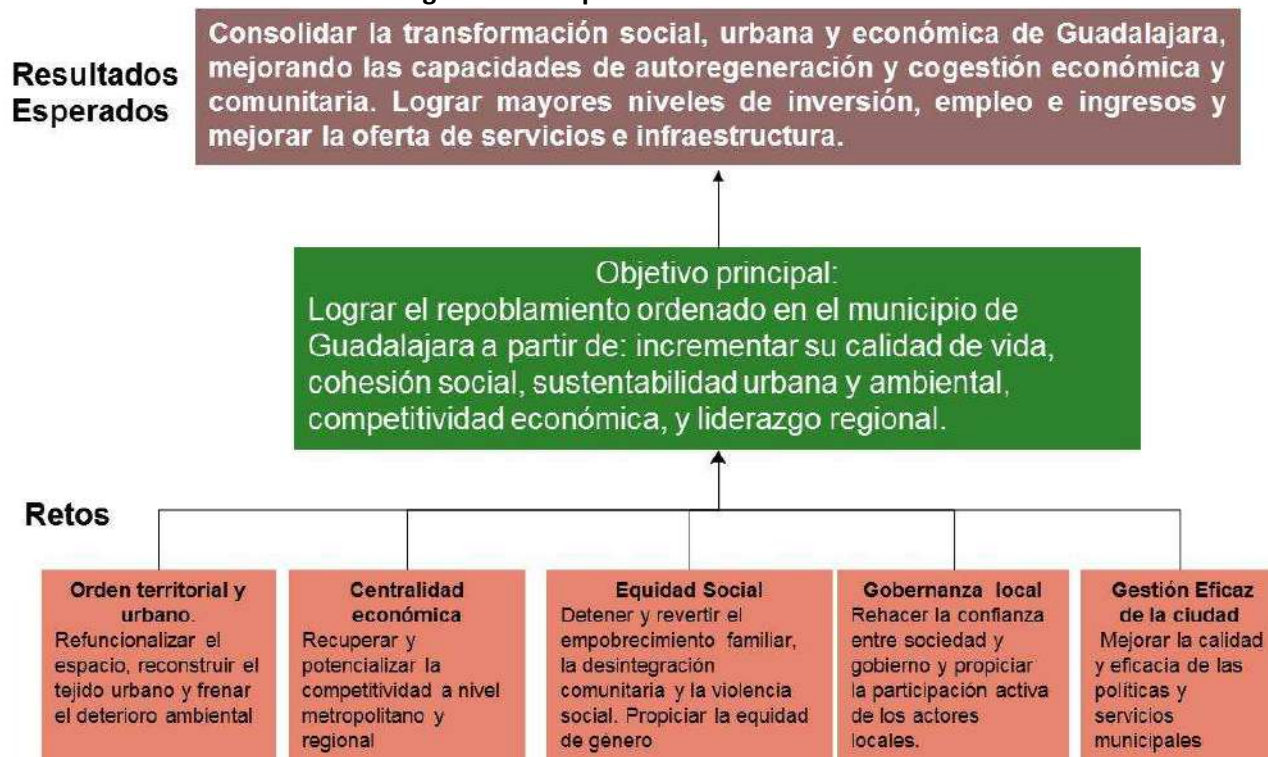 Consolidar la transformación social, urbana y económica de Guadalajara,
mejorando las capacidades de autoregeneración y cogestión económica y
comunitaria. Lograr mayores niveles de inversión, empleo e ingresos y
mejorar la oferta de servicios e infraestructura.
Resultados
Esperados
Objetivo principal:
Lograr el repoblamiento ordenado en el municipio de
Guadalajara a partir de: incrementar su calidad de vida,
cohesión social, sustentabilidad urbana y ambiental,
competitividad económica, y liderazgo regional.
Retos
Orden territorial y
urbano.
Refuncionalizar el
espacio, reconstruir el
tejido urbano y frenar
el deterioro ambiental
Centralidad
económica
Recuperar y
potencializar la
competitividad a nivel
metropolitano y
regional
Equidad Social
Detener y revertir el
empobrecimiento familiar,
la desintegración
comunitaria y la violencia
social. Propiciar la equidad
de género
Gobernanza local
Rehacer la confianza
entre sociedad y
gobierno y propiciar
la participación activa
de los actores
locales.
Gestión Eficaz
de la ciudad
Mejorar la calidad
y eficacia de las
políticas y
servicios
municipales